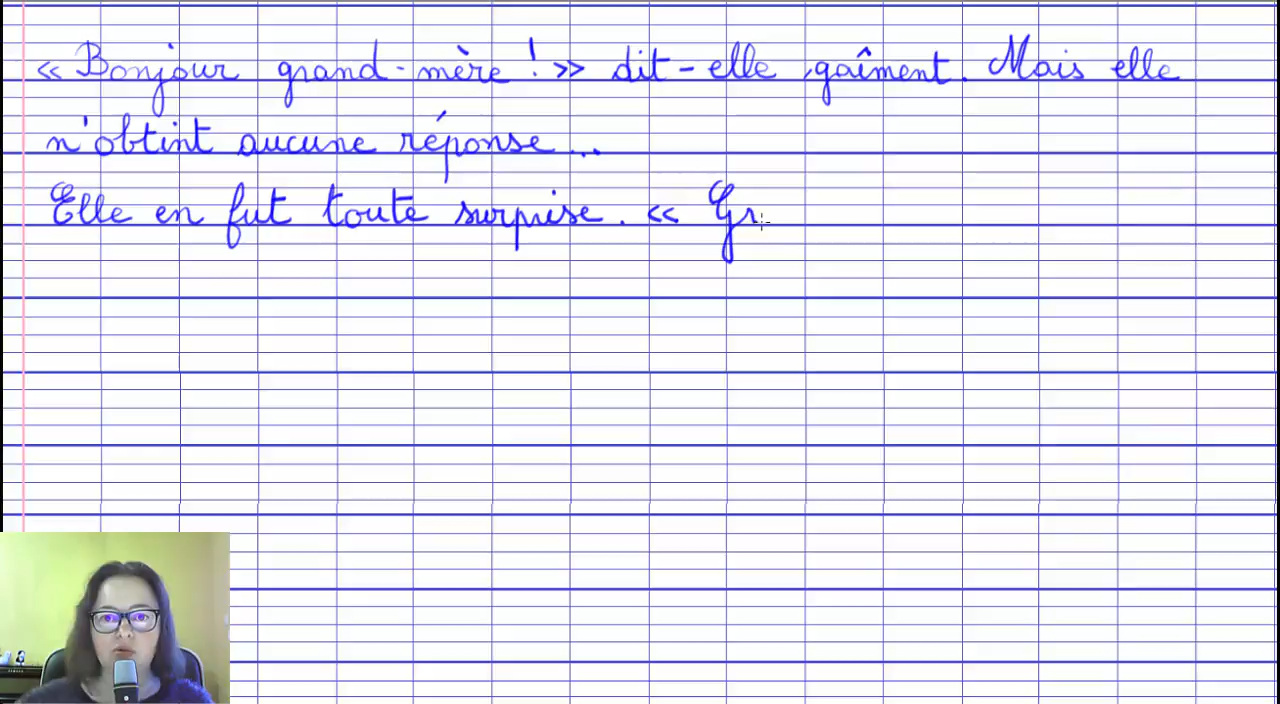 « Bonjour grand-mère ! » dit-elle gaîment. Mais elle
n'obtint aucune réponse...
Elle en fut toute surprise. « Gr